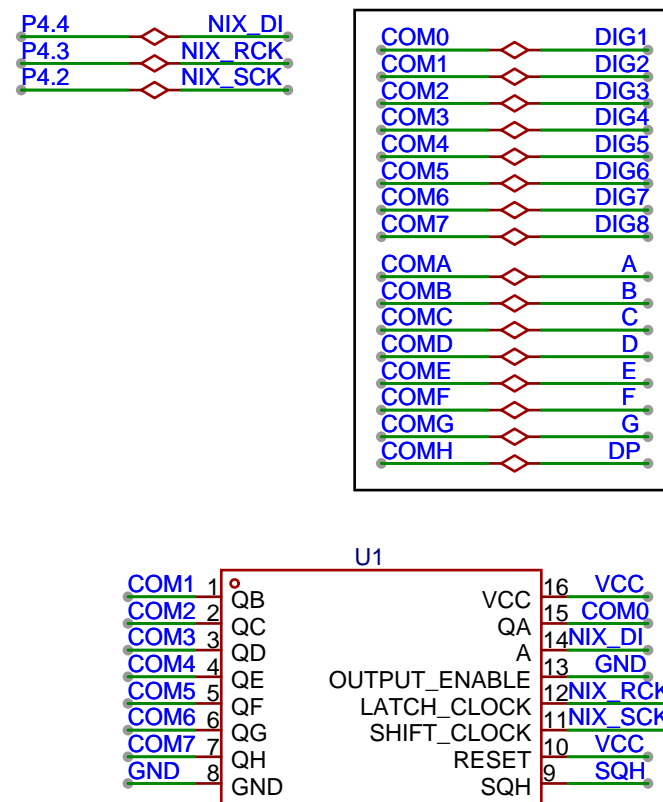 P4.4 NIX_DI
P4.3 NIX_RCK
P4.2 NIX_SCK
COM0 DIG1
COM1 DIG2
COM2 DIG3
COM3 DIG4
COM4 DIG5
COM5 DIG6
COM6 DIG7
COM7 DIG8
COMA A
COMB B
COMC C
COMD D
COME E
COMF F
COMG G
COMH DP
U1
COM1 1 QB VCC 16 VCC
COM2 2 QC QA 15 COM0
COM3 3 QD A 14 NIX_DI
COM4 4 QE OUTPUT_ENABLE 13 GND
COM5 5 QF LATCH_CLOCK 12 NIX_RCK
COM6 6 QG SHIFT_CLOCK 11 NIX_SCK
COM7 7 QH RESET 10 VCC
GND 8 GND SQH 9 SQH